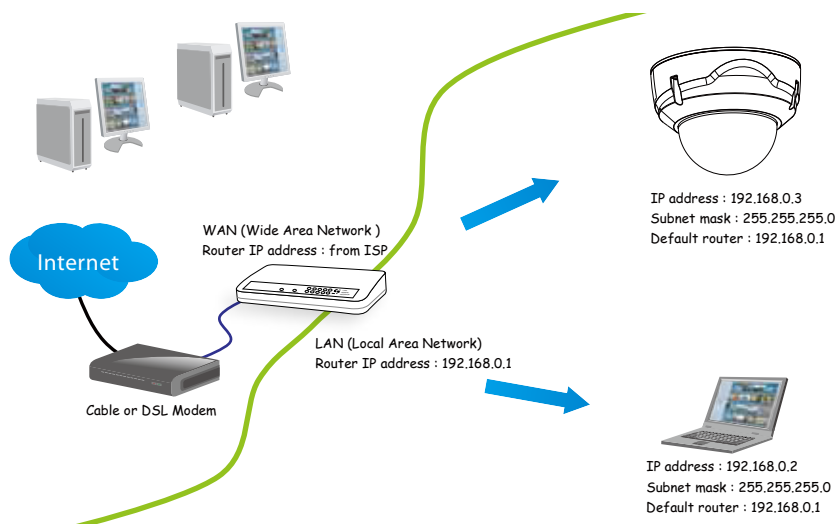 IP address : 192.168.0.3
Subnet mask : 255.255.255.0
Default router : 192.168.0.1
WAN (Wide Area Network )
Router IP address : from ISP
Internet
LAN (Local Area Network)
Router IP address : 192.168.0.1
Cable or DSL Modem
IP address : 192.168.0.2
Subnet mask : 255.255.255.0
Default router : 192.168.0.1